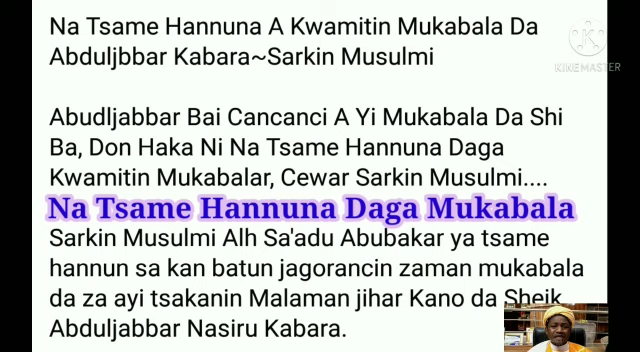 Na Tsame Hannuna A Kwamitin Mukabala Da
Abduljbbar Kabara~Sarkin Musulmi
KINEMASTER
Abudljabbar Bai Cancanci A Yi Mukabala Da Shi
Ba, Don Haka Ni Na Tsame Hannuna Daga
Kwamitin Mukabalar, Cewar Sarkin Musulmi....
Na Tsame Hannuna Daga Mukabala
Sarkin Musulmi Alh Sa'adu Abubakar ya tsame
hannun sa kan batun jagorancin zaman mukabala
da za ayi tsakanin Malaman jihar Kano da Sheik
Abduljabbar Nasiru Kabara.